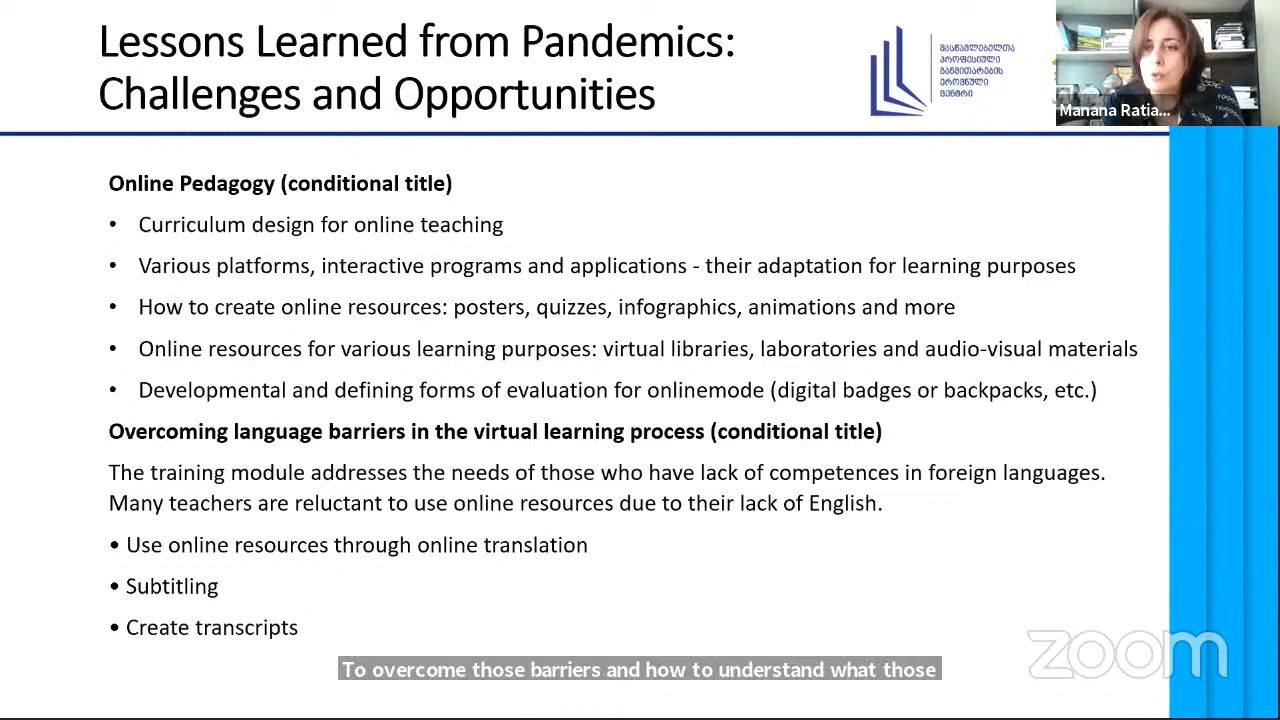 Lessons Learned from Pandemics:
Challenges and Opportunities
მასწავლებელთა
პროფესიული
განვითარების
ეროვნული
ცენტრი
Manana Ratia...
Online Pedagogy (conditional title)
• Curriculum design for online teaching
• Various platforms, interactive programs and applications - their adaptation for learning purposes
• How to create online resources: posters, quizzes, infographics, animations and more
• Online resources for various learning purposes: virtual libraries, laboratories and audio-visual materials
• Developmental and defining forms of evaluation for onlinemode (digital badges or backpacks, etc.)
Overcoming language barriers in the virtual learning process (conditional title)
The training module addresses the needs of those who have lack of competences in foreign languages.
Many teachers are reluctant to use online resources due to their lack of English.
• Use online resources through online translation
• Subtitling
• Create transcripts
zoom
To overcome those barriers and how to understand what those